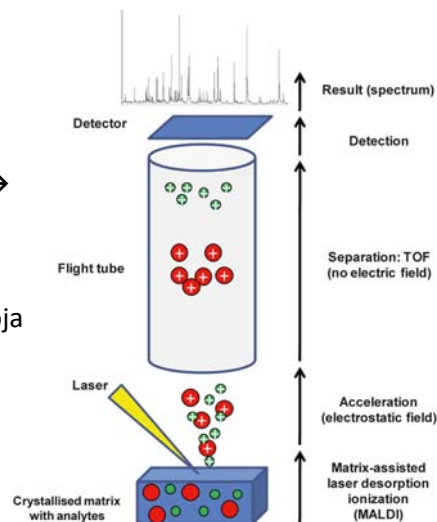 Result (spectrum)
Detector
Detection
→
Flight tube
Separation: TOF
(no electric field)
Laser
Acceleration
(electrostatic field)
Crystallised matrix
with analytes
Matrix-assisted
laser desorption
ionization
(MALDI)